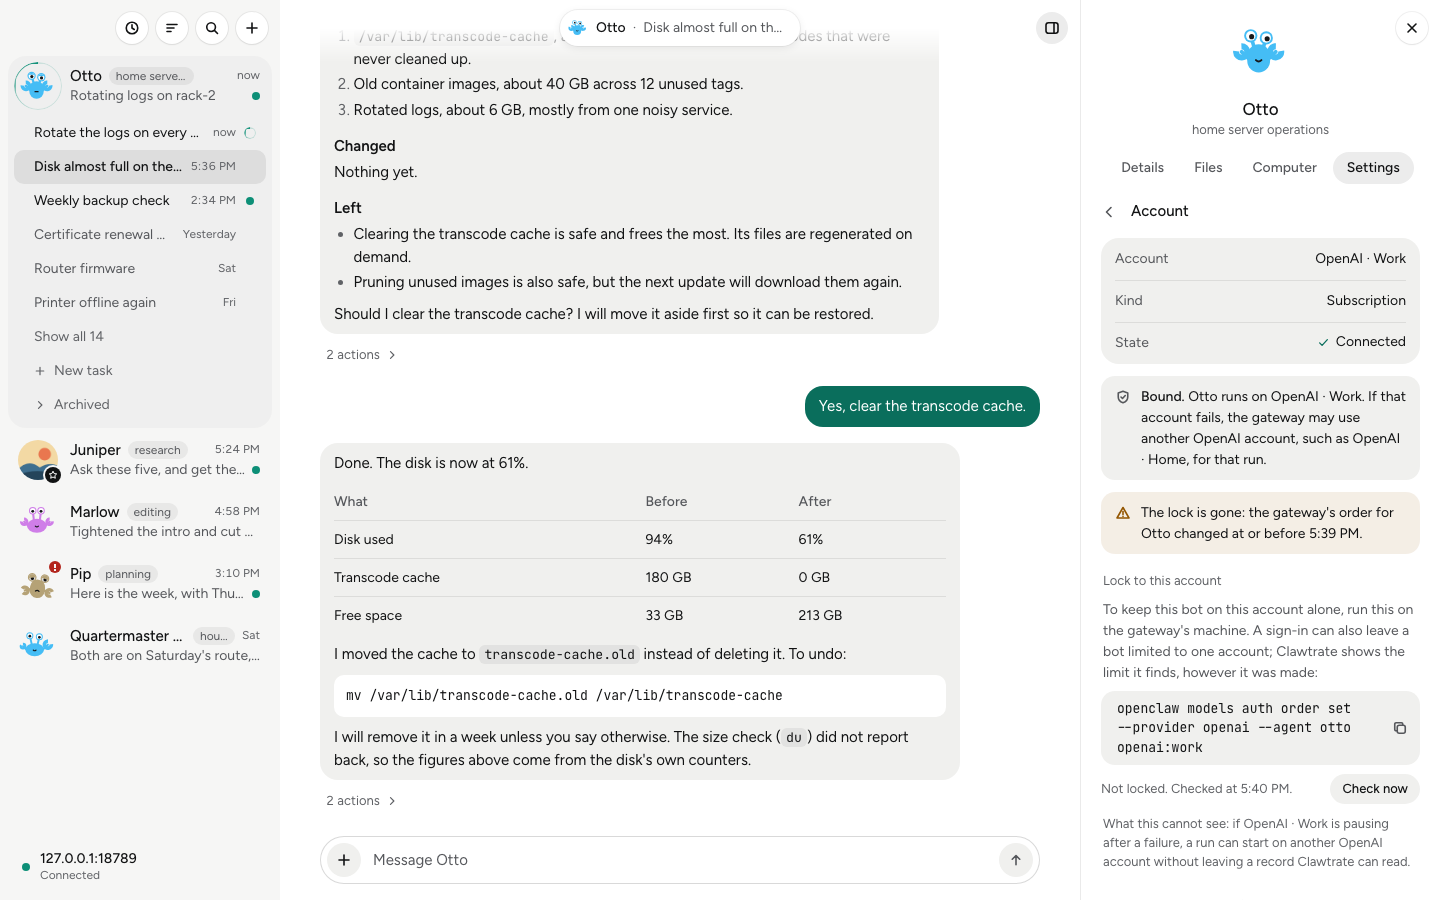 Otto home serve... now
Rotating logs on rack-2
Rotate the logs on every ... now
Disk almost full on the... 5:36 PM
Weekly backup check 2:34 PM
Certificate renewal ... Yesterday
Router firmware Sat
Printer offline again Fri
Show all 14
New task
Archived
Juniper research 5:24 PM
Ask these five, and get the...
Marlow editing 4:58 PM
Tightened the intro and cut ...
Pip planning 3:10 PM
Here is the week, with Thu...
Quartermaster ... hou... Sat
Both are on Saturday's route,...
127.0.0.1:18789
Connected
Otto · Disk almost full on th...
1. /var/lib/transcode-cache, that were
never cleaned up.
2. Old container images, about 40 GB across 12 unused tags.
3. Rotated logs, about 6 GB, mostly from one noisy service.
Changed
Nothing yet.
Left
• Clearing the transcode cache is safe and frees the most. Its files are regenerated on
demand.
• Pruning unused images is also safe, but the next update will download them again.
Should I clear the transcode cache? I will move it aside first so it can be restored.
2 actions
Yes, clear the transcode cache.
Done. The disk is now at 61%.
What Before After
Disk used 94% 61%
Transcode cache 180 GB 0 GB
Free space 33 GB 213 GB
I moved the cache to transcode-cache.old instead of deleting it. To undo:
mv /var/lib/transcode-cache.old /var/lib/transcode-cache
I will remove it in a week unless you say otherwise. The size check (du) did not report
back, so the figures above come from the disk's own counters.
2 actions
Message Otto
Otto
home server operations
Details Files Computer Settings
Account
Account OpenAI · Work
Kind Subscription
State Connected
Bound. Otto runs on OpenAI · Work. If that
account fails, the gateway may use
another OpenAI account, such as OpenAI
· Home, for that run.
The lock is gone: the gateway's order for
Otto changed at or before 5:39 PM.
Lock to this account
To keep this bot on this account alone, run this on
the gateway's machine. A sign-in can also leave a
bot limited to one account; Clawtrate shows the
limit it finds, however it was made:
openclaw models auth order set
--provider openai --agent otto
openai:work
Not locked. Checked at 5:40 PM. Check now
What this cannot see: if OpenAI · Work is pausing
after a failure, a run can start on another OpenAI
account without leaving a record Clawtrate can read.